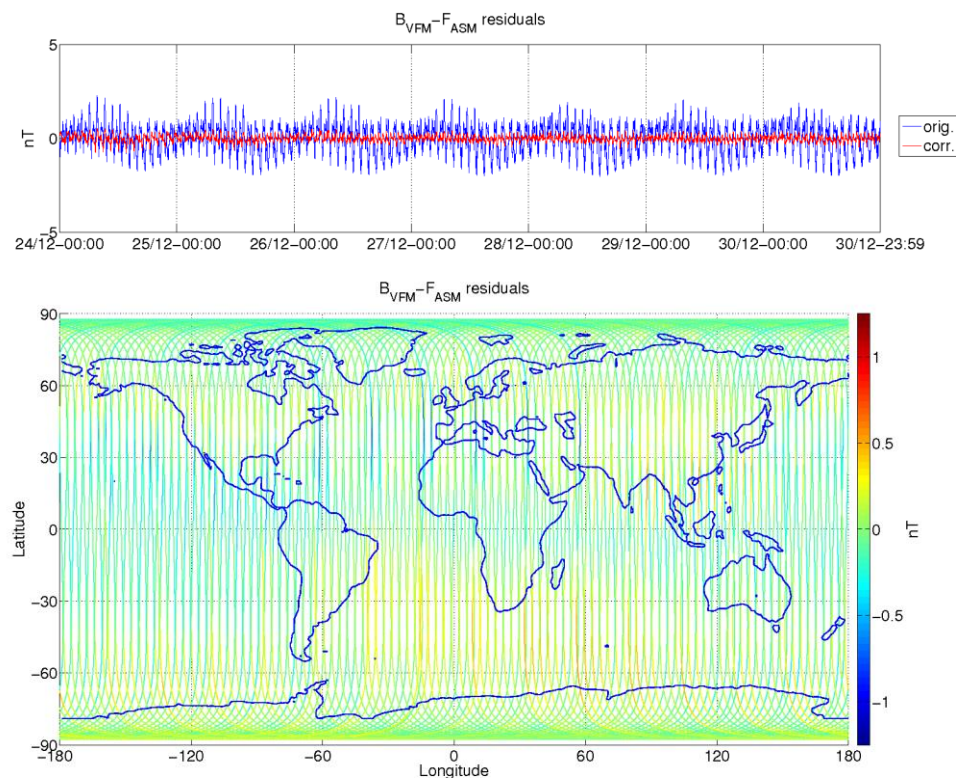 B_VFM−F_ASM residuals
5
0
−5
nT
24/12−00:00 25/12−00:00 26/12−00:00 27/12−00:00 28/12−00:00 29/12−00:00 30/12−00:00 30/12−23:59
orig.
corr.
B_VFM−F_ASM residuals
90
60
30
0
−30
−60
−90
Latitude
−180 −120 −60 0 60 120 180
Longitude
1
0.5
0
−0.5
−1
nT